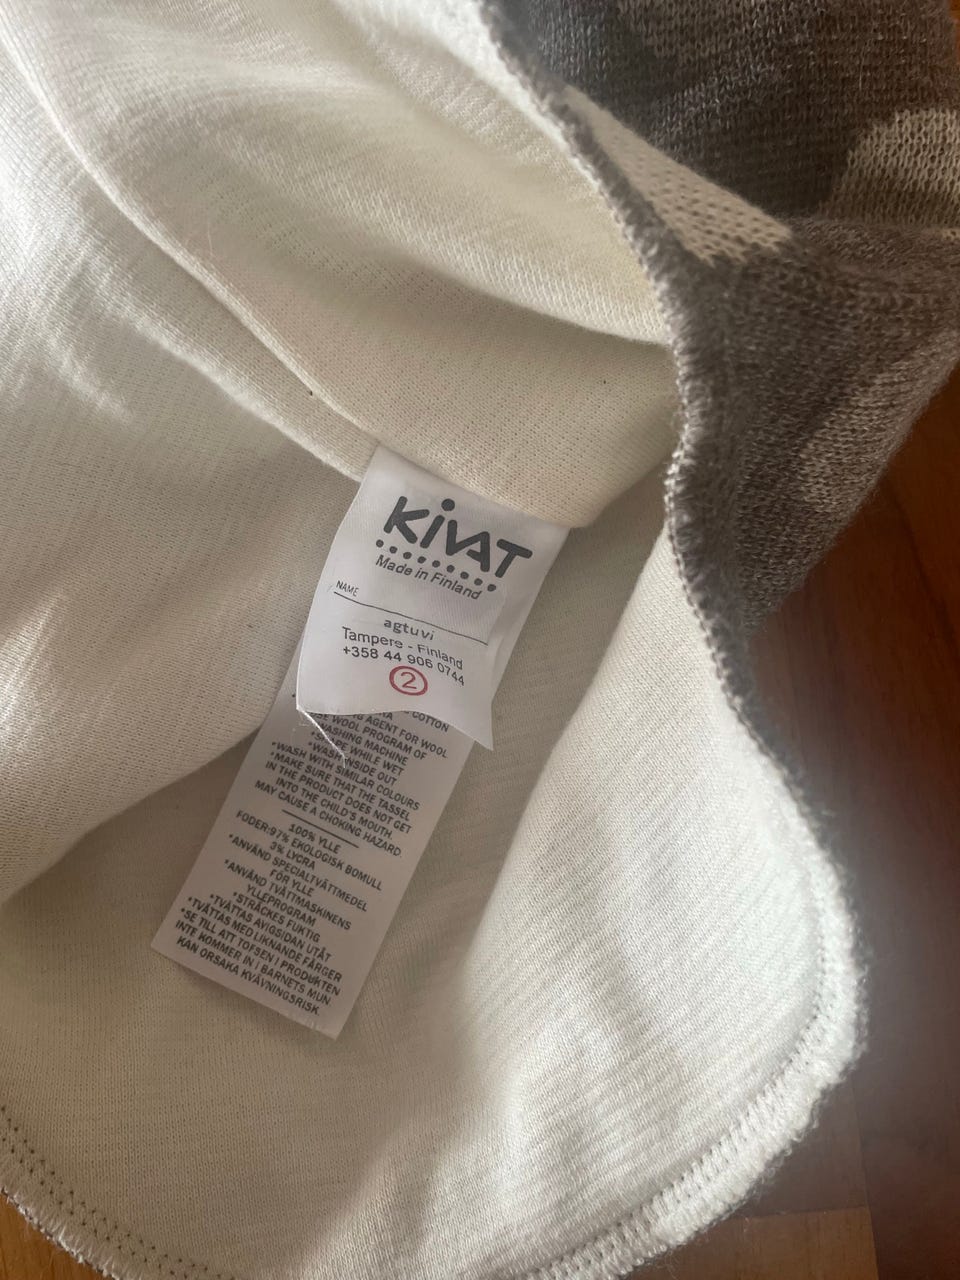 KiVAT
Made in Finland
NAME
agtuvi
Tampere - Finland
+358 44 906 0744
2
COTTON
AGENT FOR WOOL
WOOL PROGRAM OF
WASHING MACHINE
WHILE WET
*WASH INSIDE OUT
*WASH WITH SIMILAR COLOURS
*MAKE SURE THAT THE TASSEL
IN THE PRODUCT DOES NOT GET
INTO THE CHILD'S MOUTH
MAY CAUSE A CHOKING HAZARD.
100% YLLE
FODER:97% EKOLOGISK BOMULL
3% LYCRA
*ANVÄND SPECIALTVÄTTMEDEL
FÖR YLLE
*ANVÄND TVÄTTMASKINENS
YLLEPROGRAM
*STRÄCKES FUKTIG
*TVÄTTAS AVIGSIDAN UTÅT
*TVÄTTAS MED LIKNANDE FÄRGER
*SE TILL ATT TOFSEN I PRODUKTEN
INTE KOMMER IN I BARNETS MUN
KAN ORSAKA KVÄVNINGSRISK.